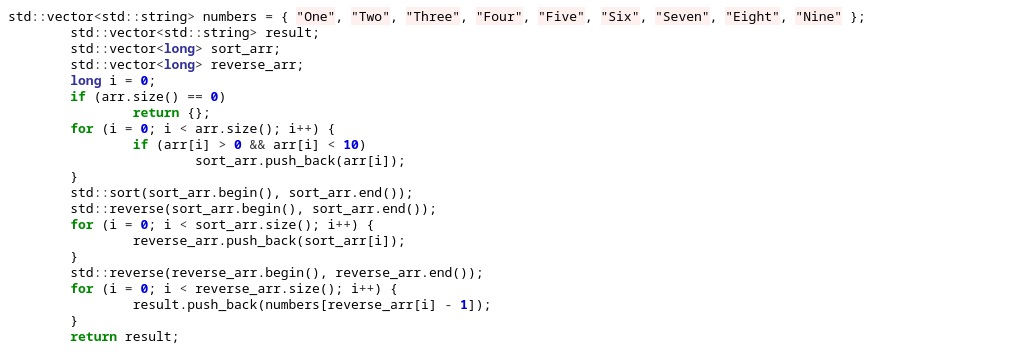 std::vector<std::string> numbers = { "One", "Two", "Three", "Four", "Five", "Six", "Seven", "Eight", "Nine" };
std::vector<std::string> result;
std::vector<long> sort_arr;
std::vector<long> reverse_arr;
long i = 0;
if (arr.size() == 0)
return {};
for (i = 0; i < arr.size(); i++) {
if (arr[i] > 0 && arr[i] < 10)
sort_arr.push_back(arr[i]);
}
std::sort(sort_arr.begin(), sort_arr.end());
std::reverse(sort_arr.begin(), sort_arr.end());
for (i = 0; i < sort_arr.size(); i++) {
reverse_arr.push_back(sort_arr[i]);
}
std::reverse(reverse_arr.begin(), reverse_arr.end());
for (i = 0; i < reverse_arr.size(); i++) {
result.push_back(numbers[reverse_arr[i] - 1]);
}
return result;